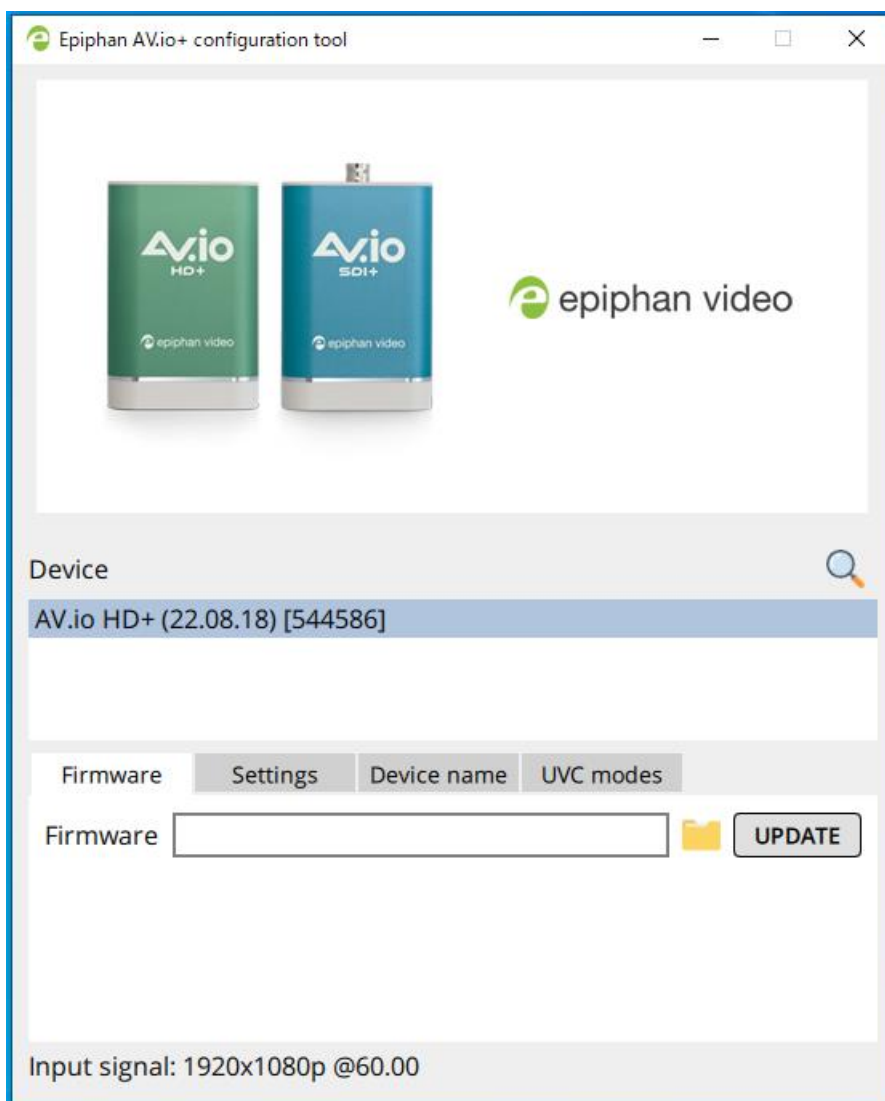 Epiphan AV.io+ configuration tool
AV.io
HD+
epiphan video
AV.io
SDI+
epiphan video
epiphan video
Device
AV.io HD+ (22.08.18) [544586]
Firmware Settings Device name UVC modes
Firmware UPDATE
Input signal: 1920x1080p @60.00